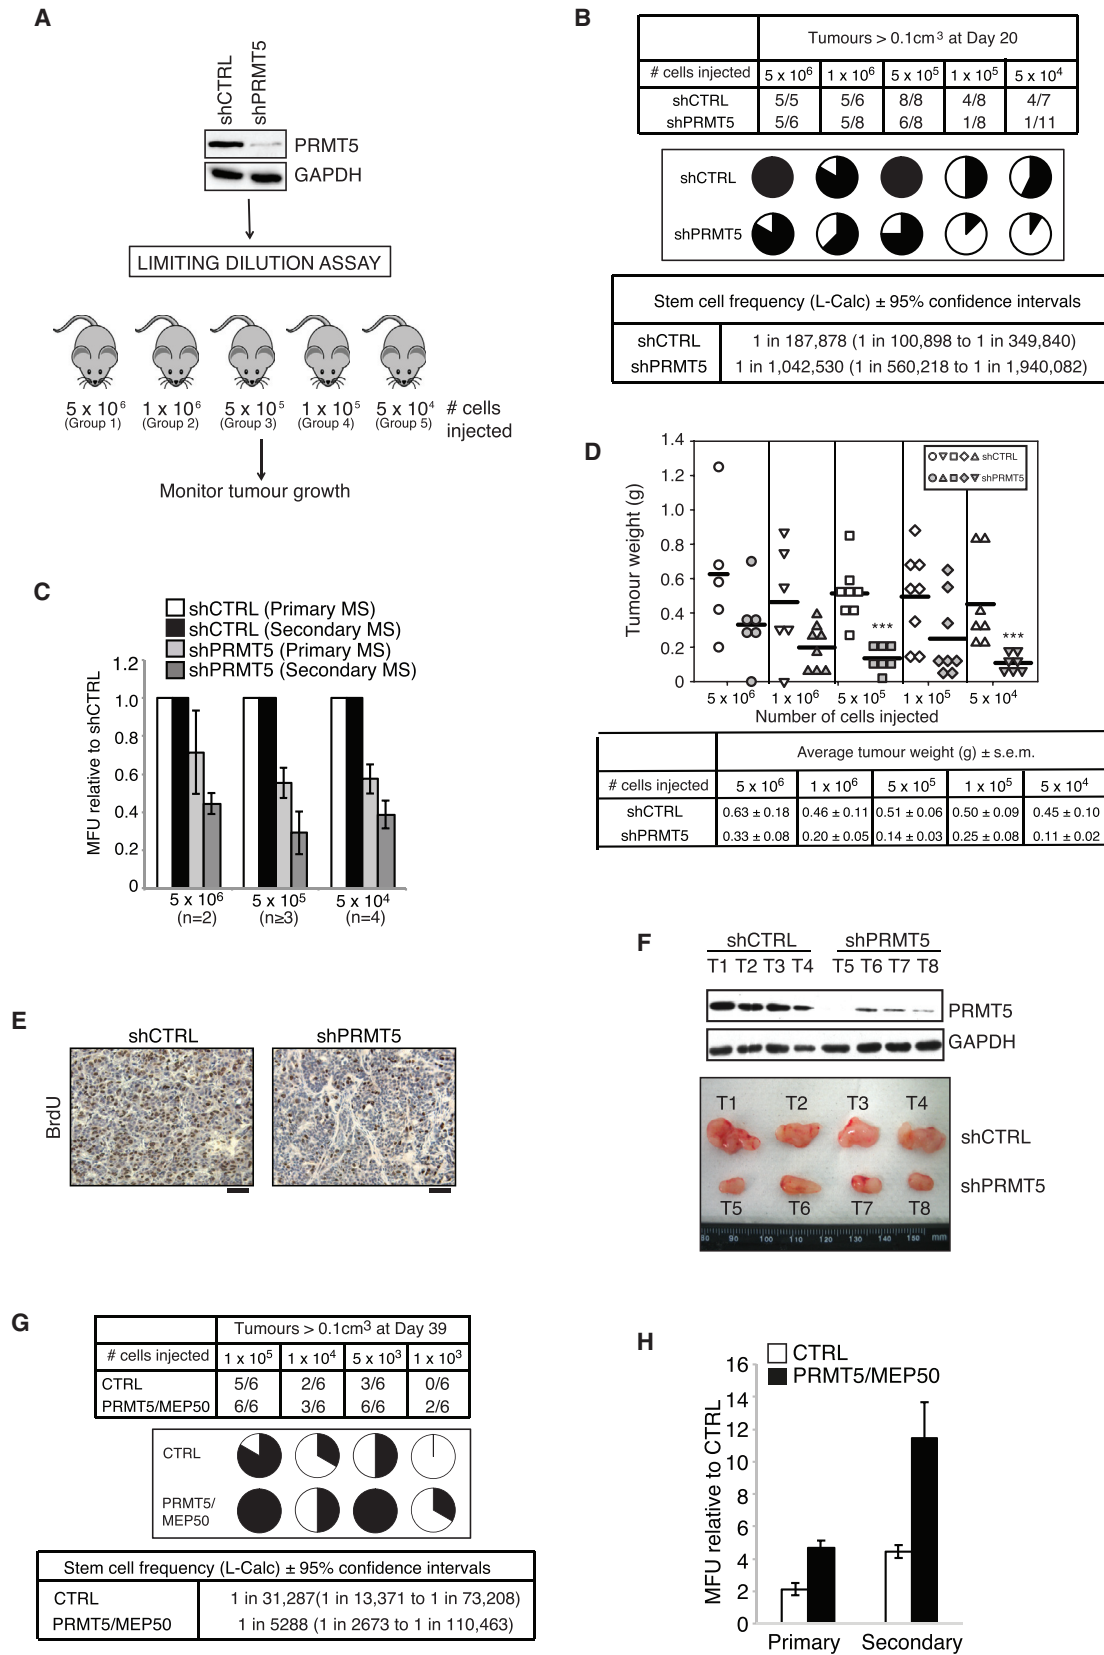 A
shCTRL
shPRMT5
PRMT5
GAPDH
LIMITING DILUTION ASSAY
5 x 10⁶ 1 x 10⁶ 5 x 10⁵ 1 x 10⁵ 5 x 10⁴ # cells
(Group 1) (Group 2) (Group 3) (Group 4) (Group 5) injected
Monitor tumour growth
B
Tumours > 0.1cm³ at Day 20
# cells injected 5 x 10⁶ 1 x 10⁶ 5 x 10⁵ 1 x 10⁵ 5 x 10⁴
shCTRL 5/5 5/6 8/8 4/8 4/7
shPRMT5 5/6 5/8 6/8 1/8 1/11
shCTRL
shPRMT5
Stem cell frequency (L-Calc) ± 95% confidence intervals
shCTRL 1 in 187,878 (1 in 100,898 to 1 in 349,840)
shPRMT5 1 in 1,042,530 (1 in 560,218 to 1 in 1,940,082)
C
shCTRL (Primary MS)
shCTRL (Secondary MS)
shPRMT5 (Primary MS)
shPRMT5 (Secondary MS)
MFU relative to shCTRL
1.2
1.0
0.8
0.6
0.4
0.2
0
5 x 10⁶ 5 x 10⁵ 5 x 10⁴
(n=2) (n≥3) (n=4)
D
Tumour weight (g)
1.4
1.2
1.0
0.8
0.6
0.4
0.2
0
shCTRL
shPRMT5
*** ***
5 x 10⁶ 1 x 10⁶ 5 x 10⁵ 1 x 10⁵ 5 x 10⁴
Number of cells injected
Average tumour weight (g) ± s.e.m.
# cells injected 5 x 10⁶ 1 x 10⁶ 5 x 10⁵ 1 x 10⁵ 5 x 10⁴
shCTRL 0.63 ± 0.18 0.46 ± 0.11 0.51 ± 0.06 0.50 ± 0.09 0.45 ± 0.10
shPRMT5 0.33 ± 0.08 0.20 ± 0.05 0.14 ± 0.03 0.25 ± 0.08 0.11 ± 0.02
E
shCTRL shPRMT5
BrdU
F
shCTRL shPRMT5
T1 T2 T3 T4 T5 T6 T7 T8
PRMT5
GAPDH
T1 T2 T3 T4
shCTRL
shPRMT5
T5 T6 T7 T8
80 90 100 110 120 130 140 150 mm
G
Tumours > 0.1cm³ at Day 39
# cells injected 1 x 10⁵ 1 x 10⁴ 5 x 10³ 1 x 10³
CTRL 5/6 2/6 3/6 0/6
PRMT5/MEP50 6/6 3/6 6/6 2/6
CTRL
PRMT5/
MEP50
Stem cell frequency (L-Calc) ± 95% confidence intervals
CTRL 1 in 31,287(1 in 13,371 to 1 in 73,208)
PRMT5/MEP50 1 in 5288 (1 in 2673 to 1 in 110,463)
H
CTRL
PRMT5/MEP50
MFU relative to CTRL
16
14
12
10
8
6
4
2
0
Primary Secondary